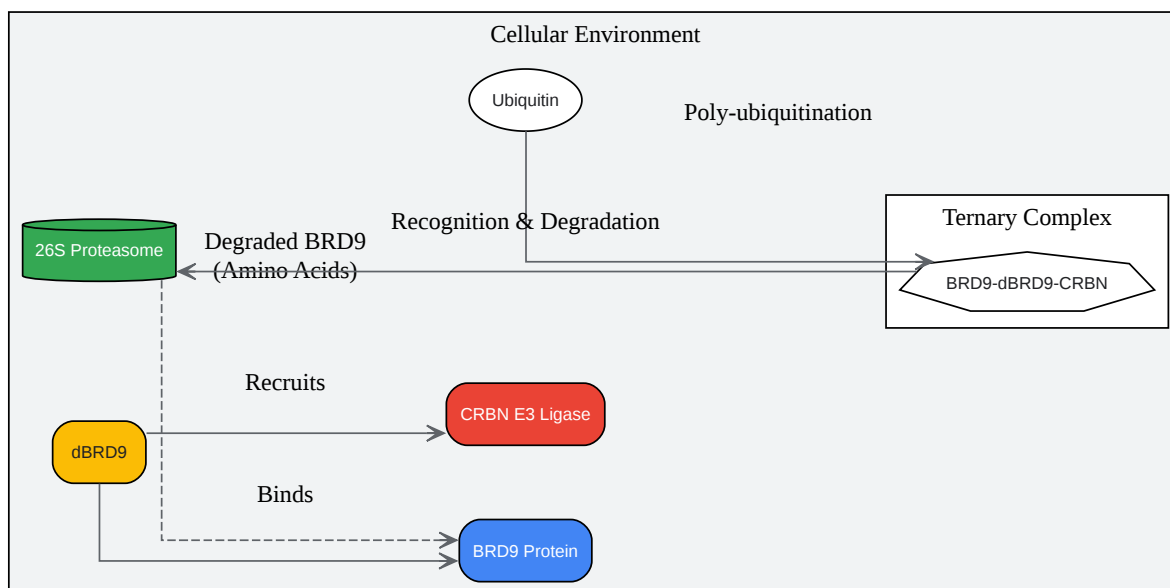 Cellular Environment
Ubiquitin
Poly-ubiquitination
Recognition & Degradation
Ternary Complex
26S Proteasome
Degraded BRD9
(Amino Acids)
BRD9-dBRD9-CRBN
Recruits
CRBN E3 Ligase
dBRD9
Binds
BRD9 Protein